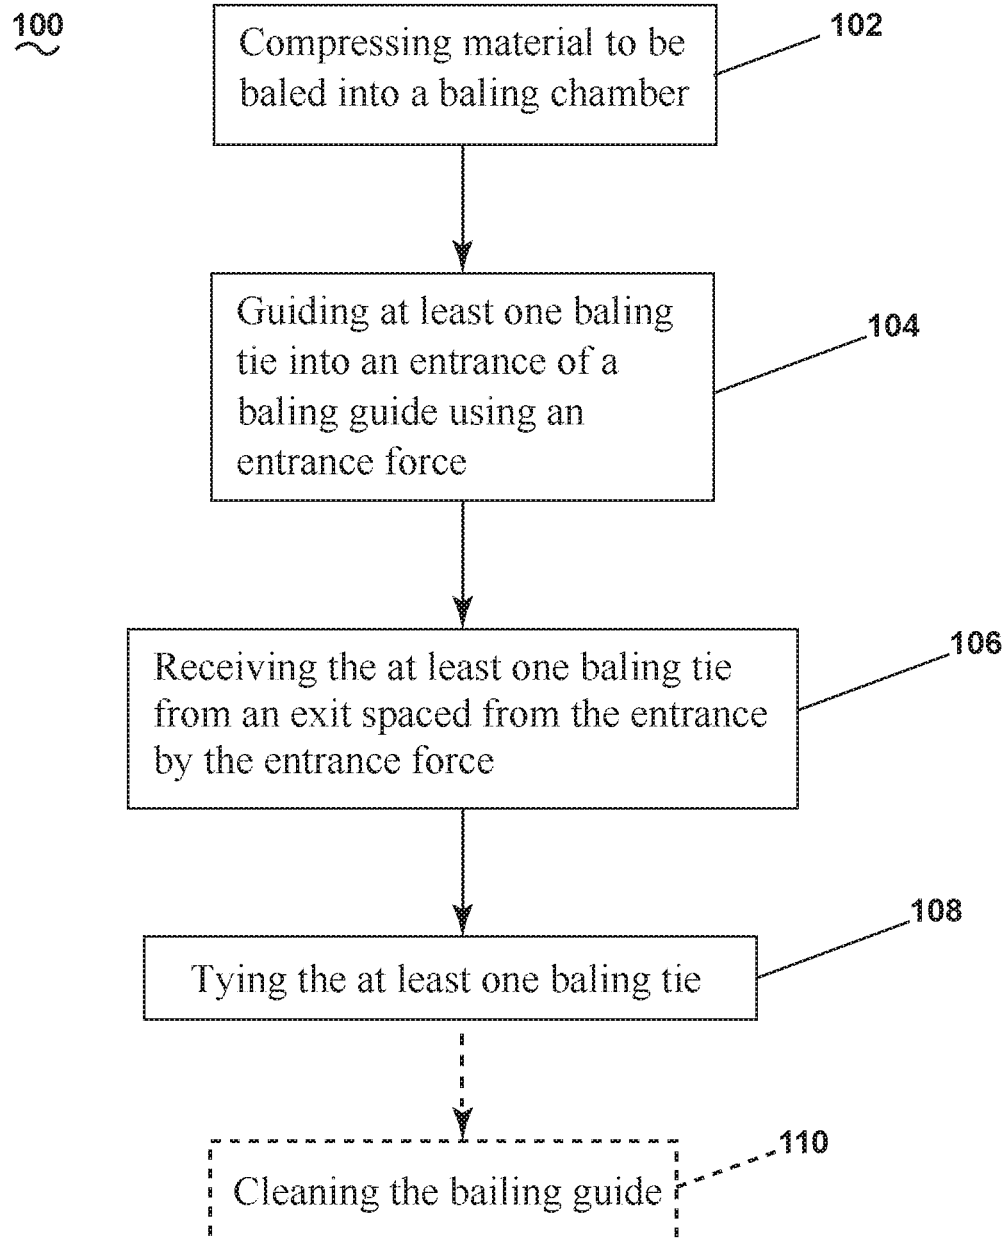 100
102
Compressing material to be
baled into a baling chamber
104
Guiding at least one baling
tie into an entrance of a
baling guide using an
entrance force
106
Receiving the at least one baling tie
from an exit spaced from the entrance
by the entrance force
108
Tying the at least one baling tie
110
Cleaning the bailing guide